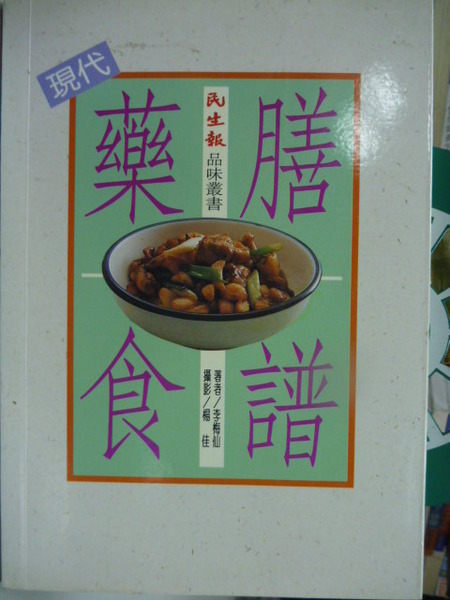 現代
藥膳
食譜
民生報
品味叢書
著者/李梅仙
攝影/楊佳